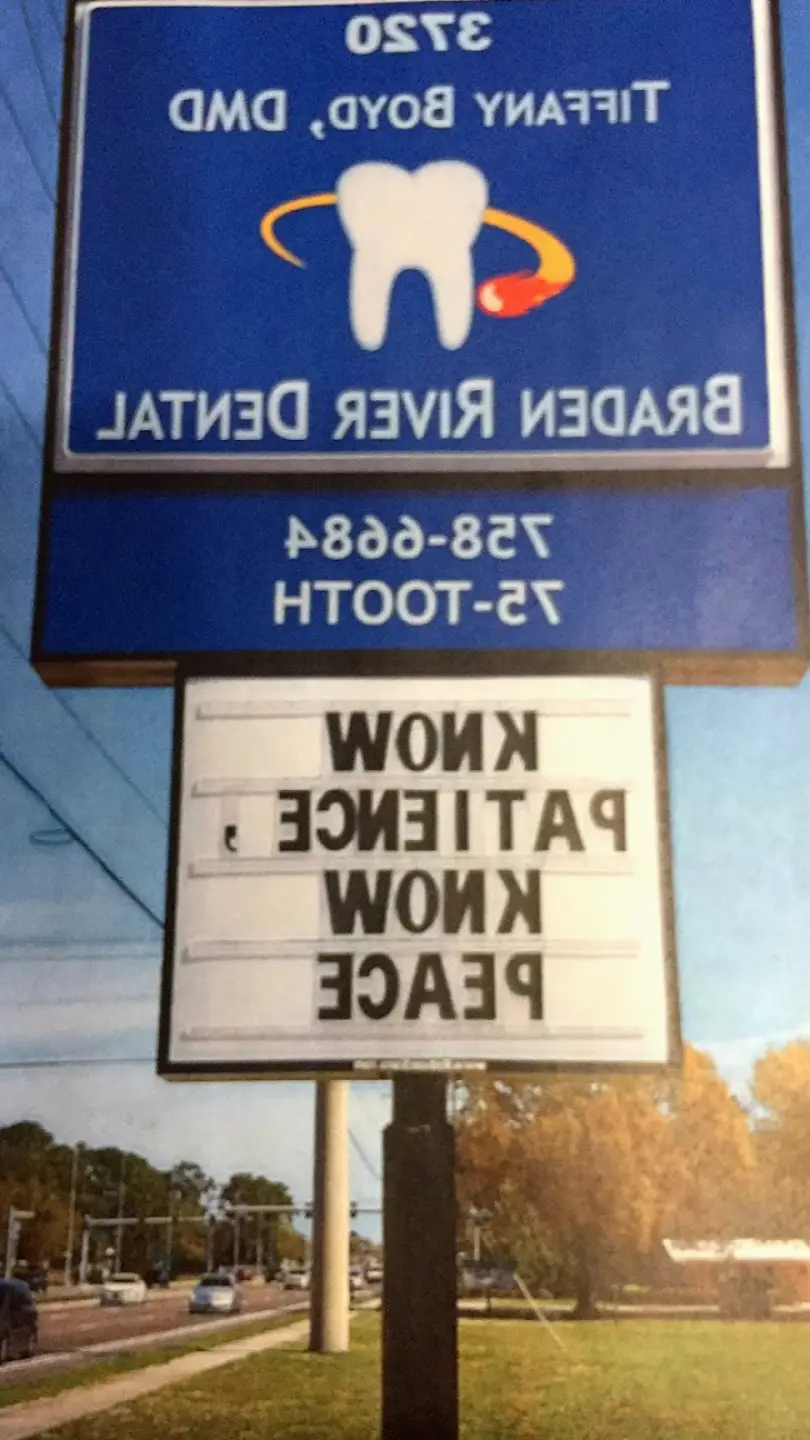 3720
TIFFANY BOYD, DMD
BRADEN RIVER DENTAL
758-6684
75-TOOTH
KNOW
PATIENCE,
KNOW
PEACE